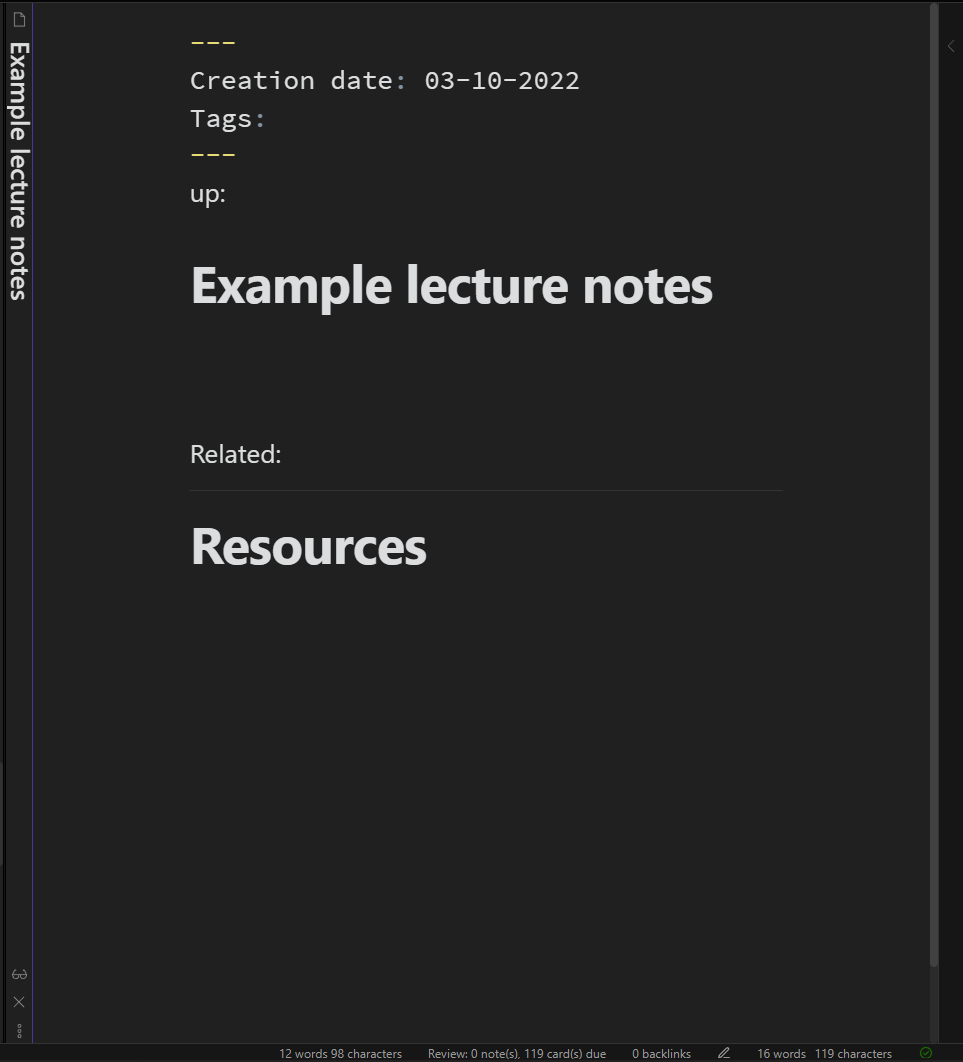 Example lecture notes
---
Creation date: 03-10-2022
Tags:
---
up:
Example lecture notes
Related:
Resources
12 words 98 characters Review: 0 note(s), 119 card(s) due 0 backlinks 16 words 119 characters